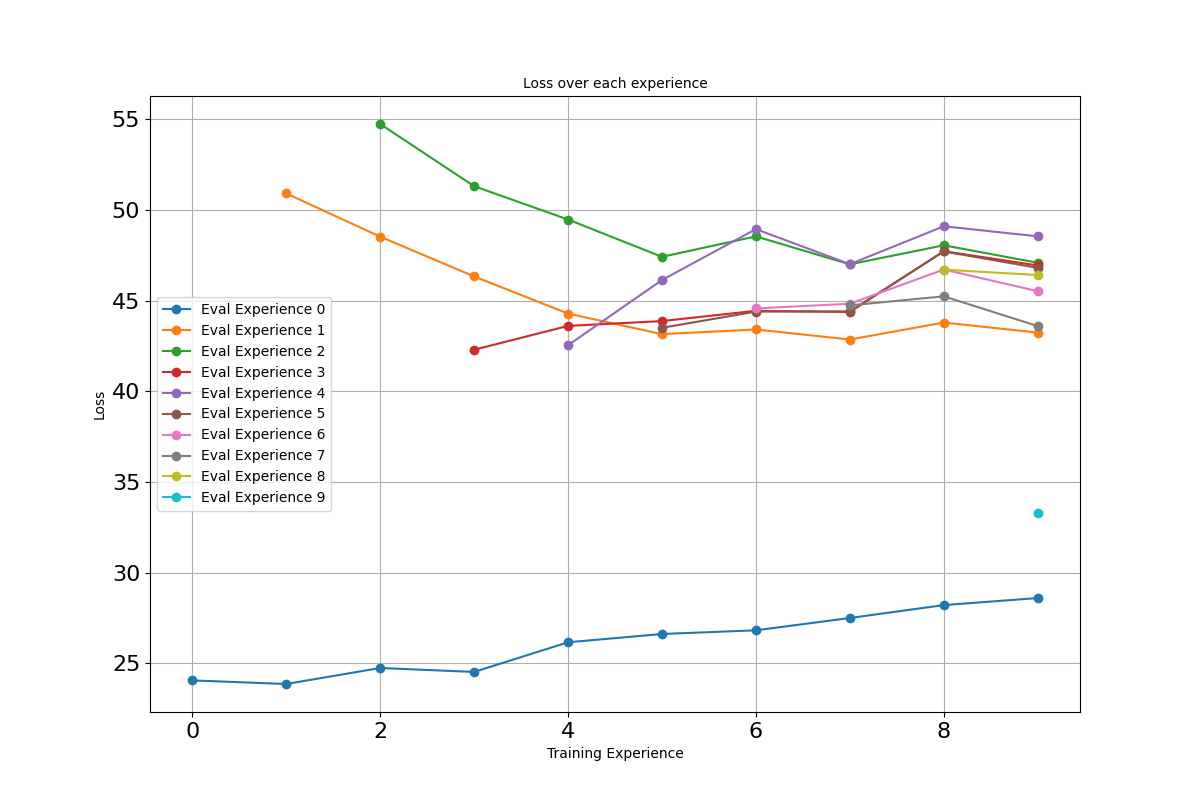 Loss over each experience
55
50
45
40
35
30
25
Loss
Eval Experience 0
Eval Experience 1
Eval Experience 2
Eval Experience 3
Eval Experience 4
Eval Experience 5
Eval Experience 6
Eval Experience 7
Eval Experience 8
Eval Experience 9
0 2 4 6 8
Training Experience